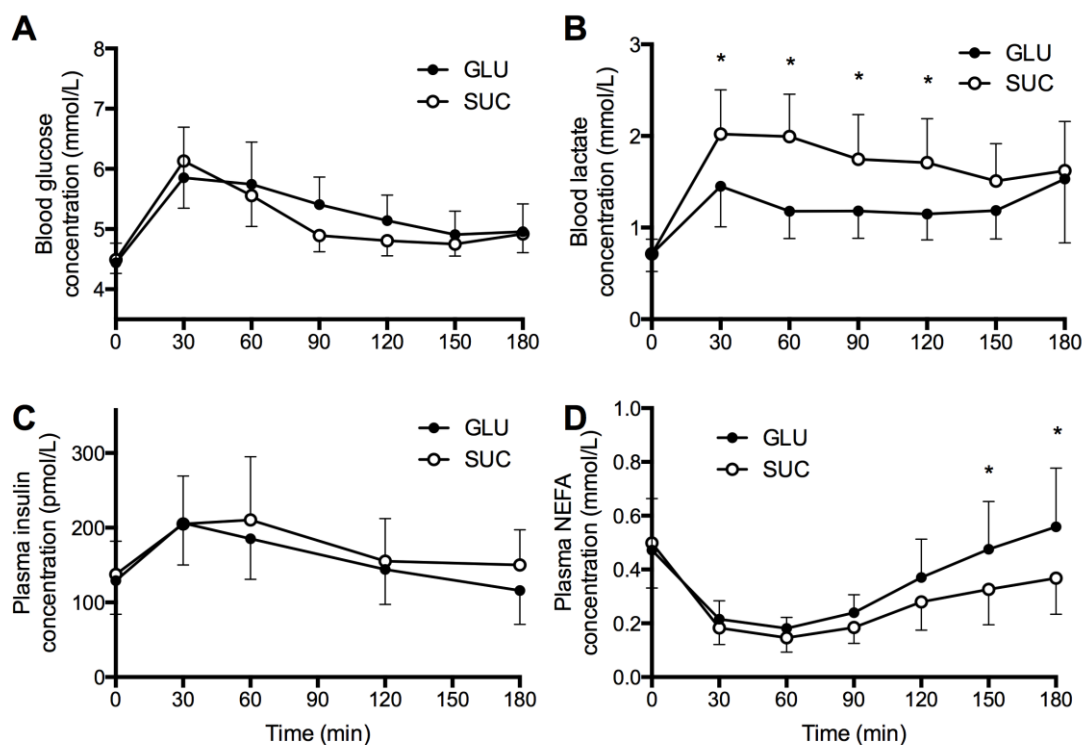 A
Blood glucose
concentration (mmol/L)
8
7
6
5
4
GLU
SUC
0 30 60 90 120 150 180
B
Blood lactate
concentration (mmol/L)
3
2
1
0
GLU
SUC
* * * *
0 30 60 90 120 150 180
C
Plasma insulin
concentration (pmol/L)
300
200
100
0
GLU
SUC
0 30 60 90 120 150 180
Time (min)
D
Plasma NEFA
concentration (mmol/L)
1.0
0.8
0.6
0.4
0.2
0.0
GLU
SUC
* *
0 30 60 90 120 150 180
Time (min)